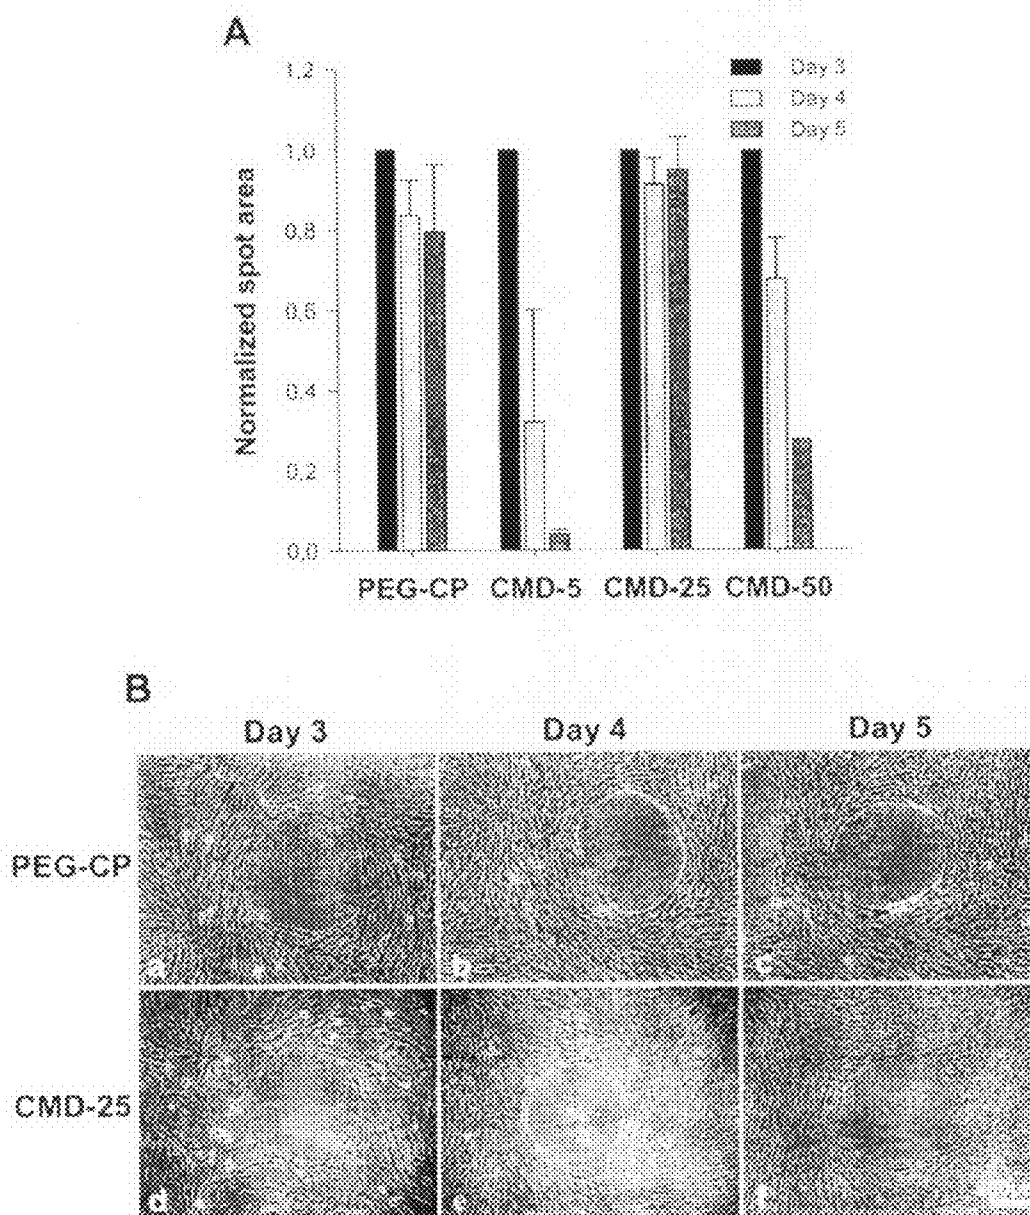 A
1,2
1,0
0,8
0,6
0,4
0,2
0,0
Normalized spot area
Day 3
Day 4
Day 5
PEG-CP CMD-5 CMD-25 CMD-50
B
Day 3 Day 4 Day 5
PEG-CP
a b c
CMD-25
d e f